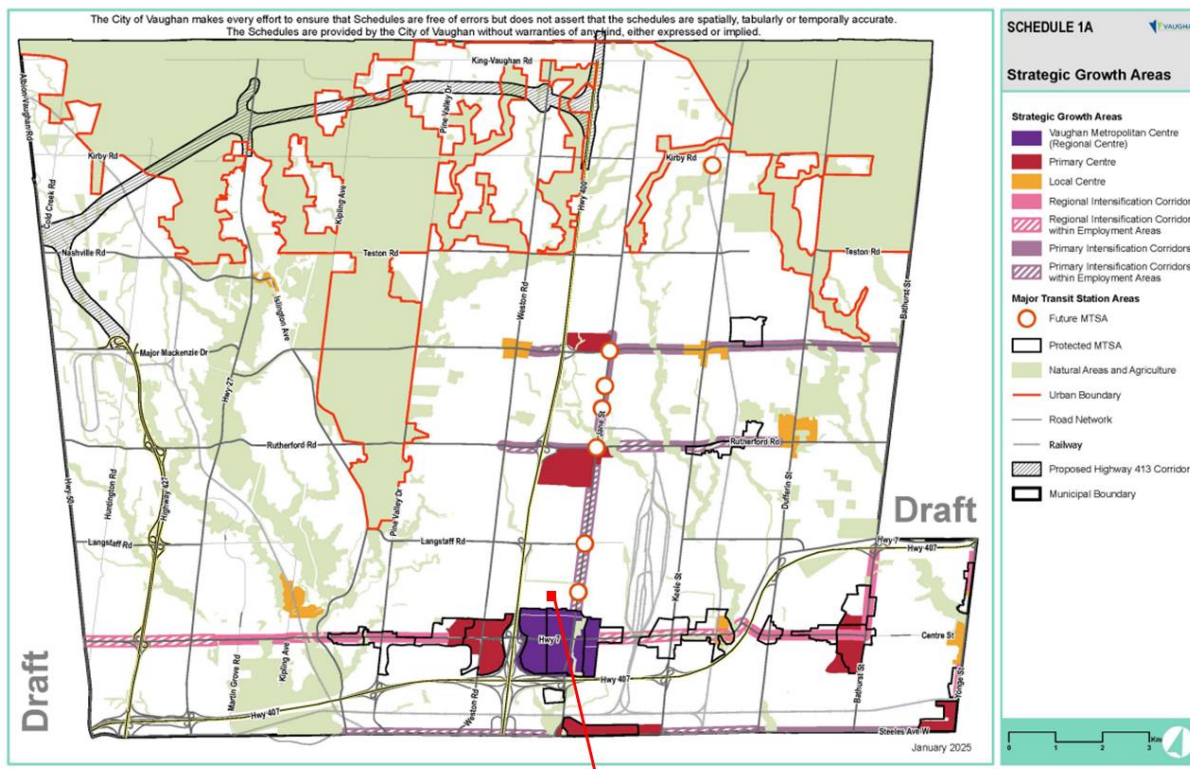 The City of Vaughan makes every effort to ensure that Schedules are free of errors but does not assert that the schedules are spatially, tabularly or temporally accurate.
The Schedules are provided by the City of Vaughan without warranties of any kind, either expressed or implied.
SCHEDULE 1A
VAUGHAN
Strategic Growth Areas
Strategic Growth Areas
Vaughan Metropolitan Centre
(Regional Centre)
Primary Centre
Local Centre
Regional Intensification Corridor
Regional Intensification Corridor
within Employment Areas
Primary Intensification Corridors
Primary Intensification Corridors
within Employment Areas
Major Transit Station Areas
Future MTSA
Protected MTSA
Natural Areas and Agriculture
Urban Boundary
Road Network
Railway
Proposed Highway 413 Corridor
Municipal Boundary
0 1 2 3 Km
King-Vaughan Rd
Albion-Vaughan Rd
Pine Valley Dr
Kirby Rd
Kirby Rd
Cold Creek Rd
Kipling Ave
Hwy 400
Nashville Rd
Teston Rd
Teston Rd
Islington Ave
Weston Rd
Bathurst St
Major Mackenzie Dr
Hwy 27
Jane St
Rutherford Rd
Rutherford Rd
Hwy 50
Huntington Rd
Highway 427
Pine Valley Dr
Dufferin St
Draft
Langstaff Rd
Langstaff Rd
Hwy 7
Hwy 407
Keele St
Hwy 7
Centre St
Martin Grove Rd
Kipling Ave
Hwy 407
Bathurst St
Yonge St
Draft
Hwy 407
Weston Rd
Steeles Ave W
January 2025